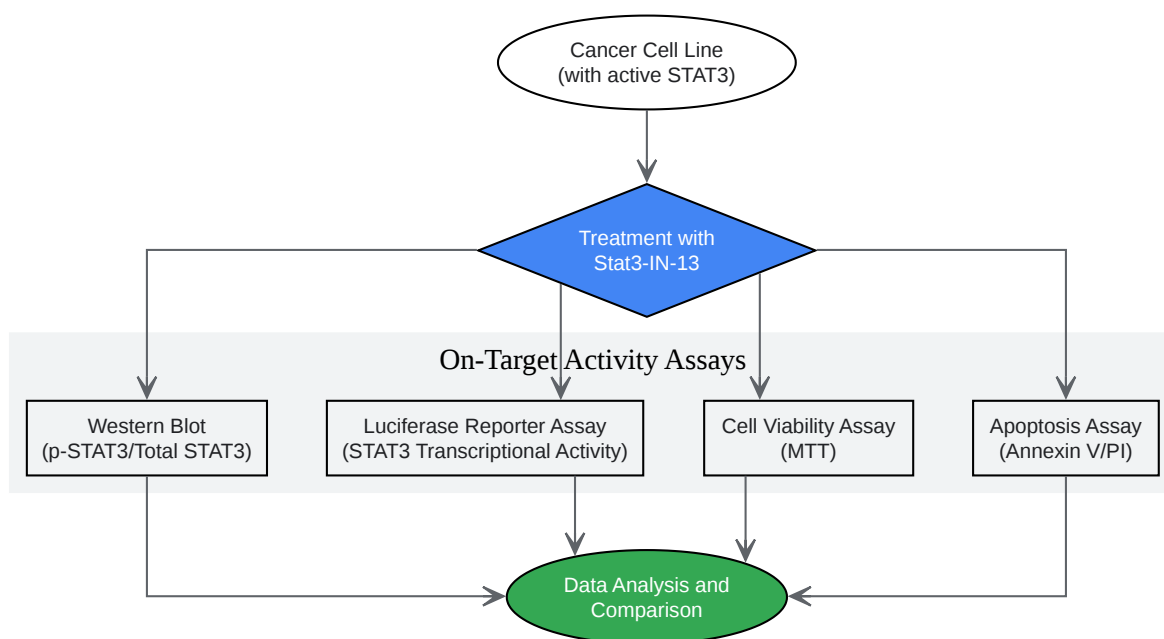 Cancer Cell Line
(with active STAT3)
Treatment with
Stat3-IN-13
On-Target Activity Assays
Western Blot
(p-STAT3/Total STAT3)
Luciferase Reporter Assay
(STAT3 Transcriptional Activity)
Cell Viability Assay
(MTT)
Apoptosis Assay
(Annexin V/PI)
Data Analysis and
Comparison